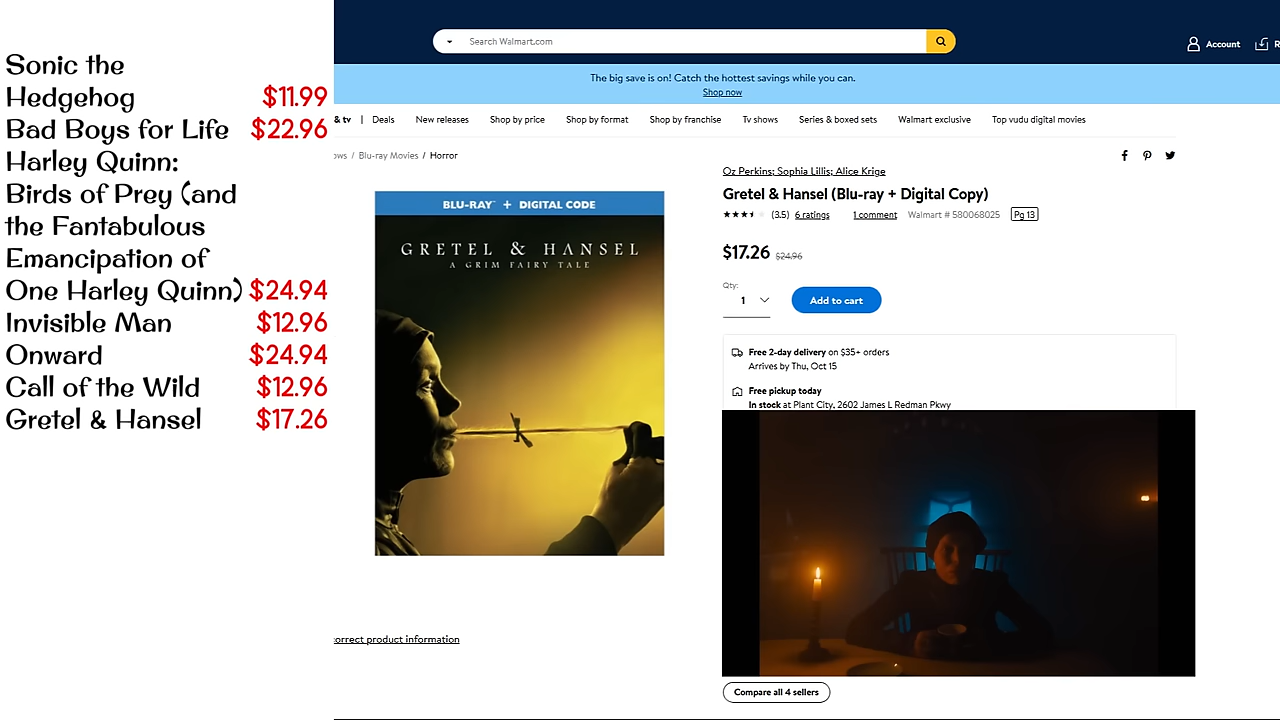 Sonic the
Hedgehog $11.99
Bad Boys for Life $22.96
Harley Quinn:
Birds of Prey (and
the Fantabulous
Emancipation of
One Harley Quinn) $24.94
Invisible Man $12.96
Onward $24.94
Call of the Wild $12.96
Gretel & Hansel $17.26
Search Walmart.com
Account R
The big save is on! Catch the hottest savings while you can.
Shop now
& tv | Deals New releases Shop by price Shop by format Shop by franchise Tv shows Series & boxed sets Walmart exclusive Top vudu digital movies
ows / Blu-ray Movies / Horror
Oz Perkins; Sophia Lillis; Alice Krige
Gretel & Hansel (Blu-ray + Digital Copy)
(3.5) 6 ratings 1 comment Walmart # 580068025 Pg 13
$17.26 $24.96
Qty:
1 Add to cart
Free 2-day delivery on $35+ orders
Arrives by Thu, Oct 15
Free pickup today
In stock at Plant City, 2602 James L Redman Pkwy
BLU-RAY™ + DIGITAL CODE
GRETEL & HANSEL
A GRIM FAIRY TALE
orrect product information
Compare all 4 sellers